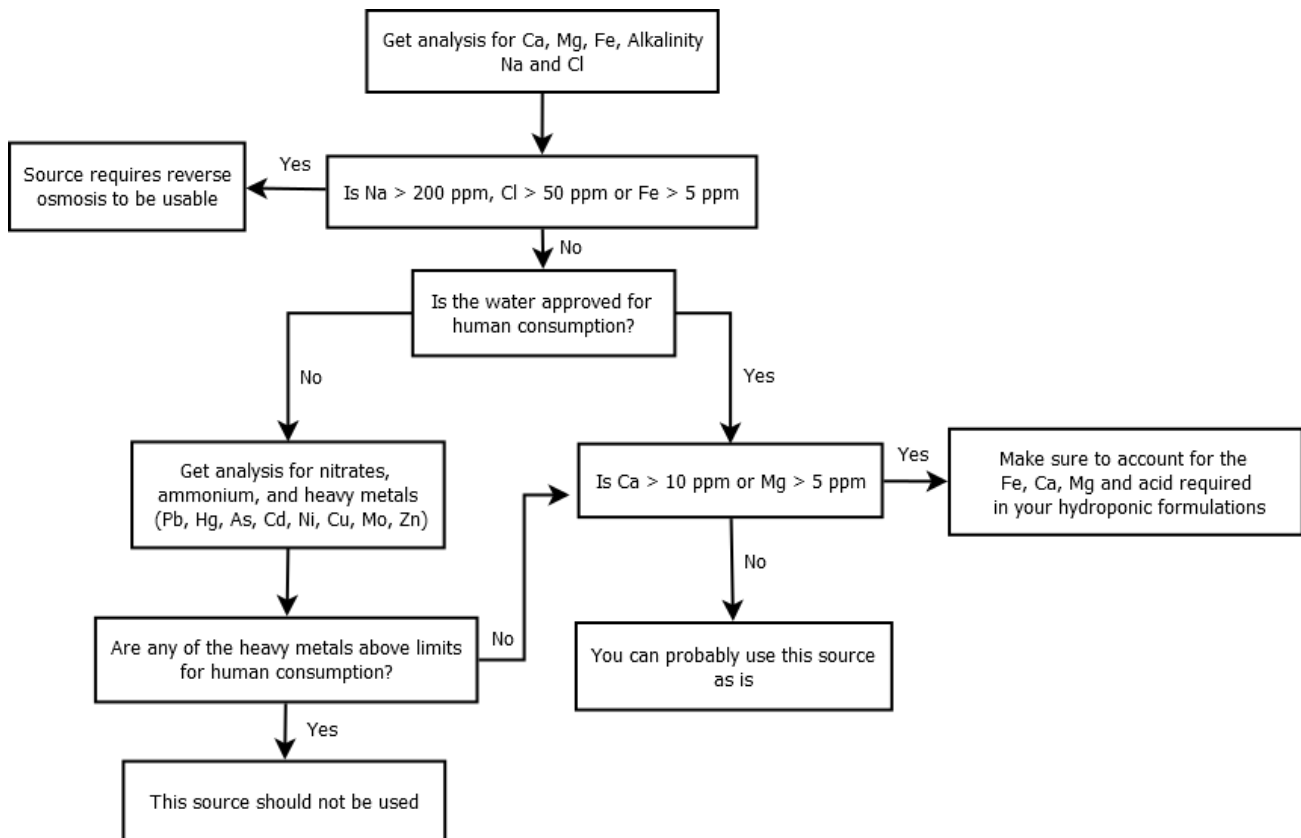 Get analysis for Ca, Mg, Fe, Alkalinity
Na and Cl
Yes
Source requires reverse
osmosis to be usable
Is Na > 200 ppm, Cl > 50 ppm or Fe > 5 ppm
No
Is the water approved for
human consumption?
No
Yes
Get analysis for nitrates,
ammonium, and heavy metals
(Pb, Hg, As, Cd, Ni, Cu, Mo, Zn)
Is Ca > 10 ppm or Mg > 5 ppm
Yes
Make sure to account for the
Fe, Ca, Mg and acid required
in your hydroponic formulations
No
Are any of the heavy metals above limits
for human consumption?
No
You can probably use this source
as is
Yes
This source should not be used